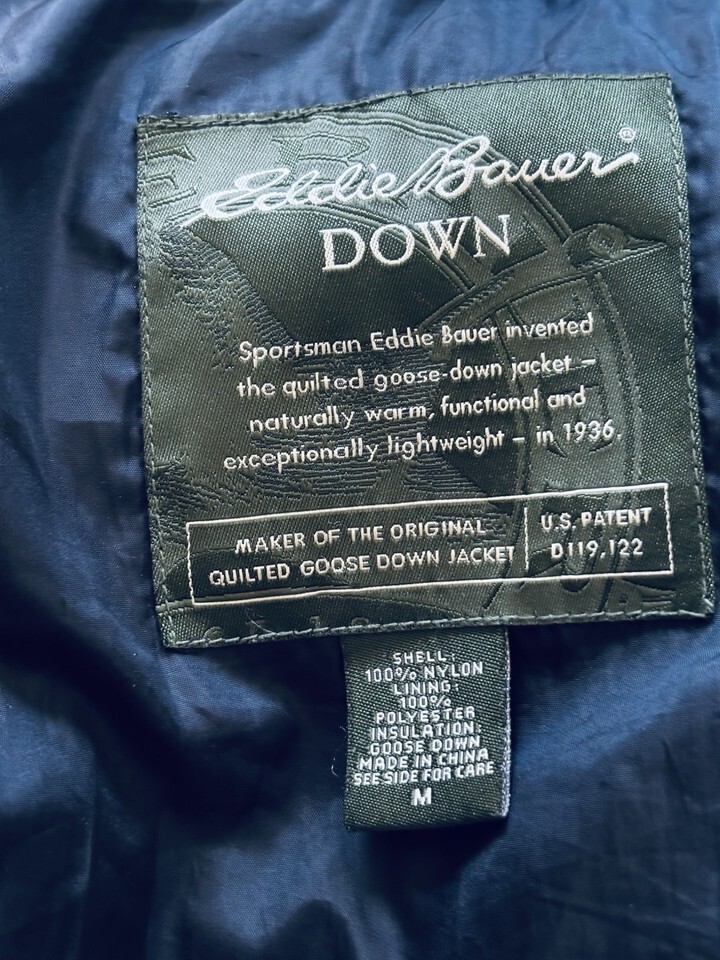 Eddie Bauer®
DOWN
Sportsman Eddie Bauer invented
the quilted goose-down jacket –
naturally warm, functional and
exceptionally lightweight – in 1936.
MAKER OF THE ORIGINAL
QUILTED GOOSE DOWN JACKET
U.S. PATENT
D119,122
SHELL:
100% NYLON
LINING:
100%
POLYESTER
INSULATION:
GOOSE DOWN
MADE IN CHINA
SEE SIDE FOR CARE
M